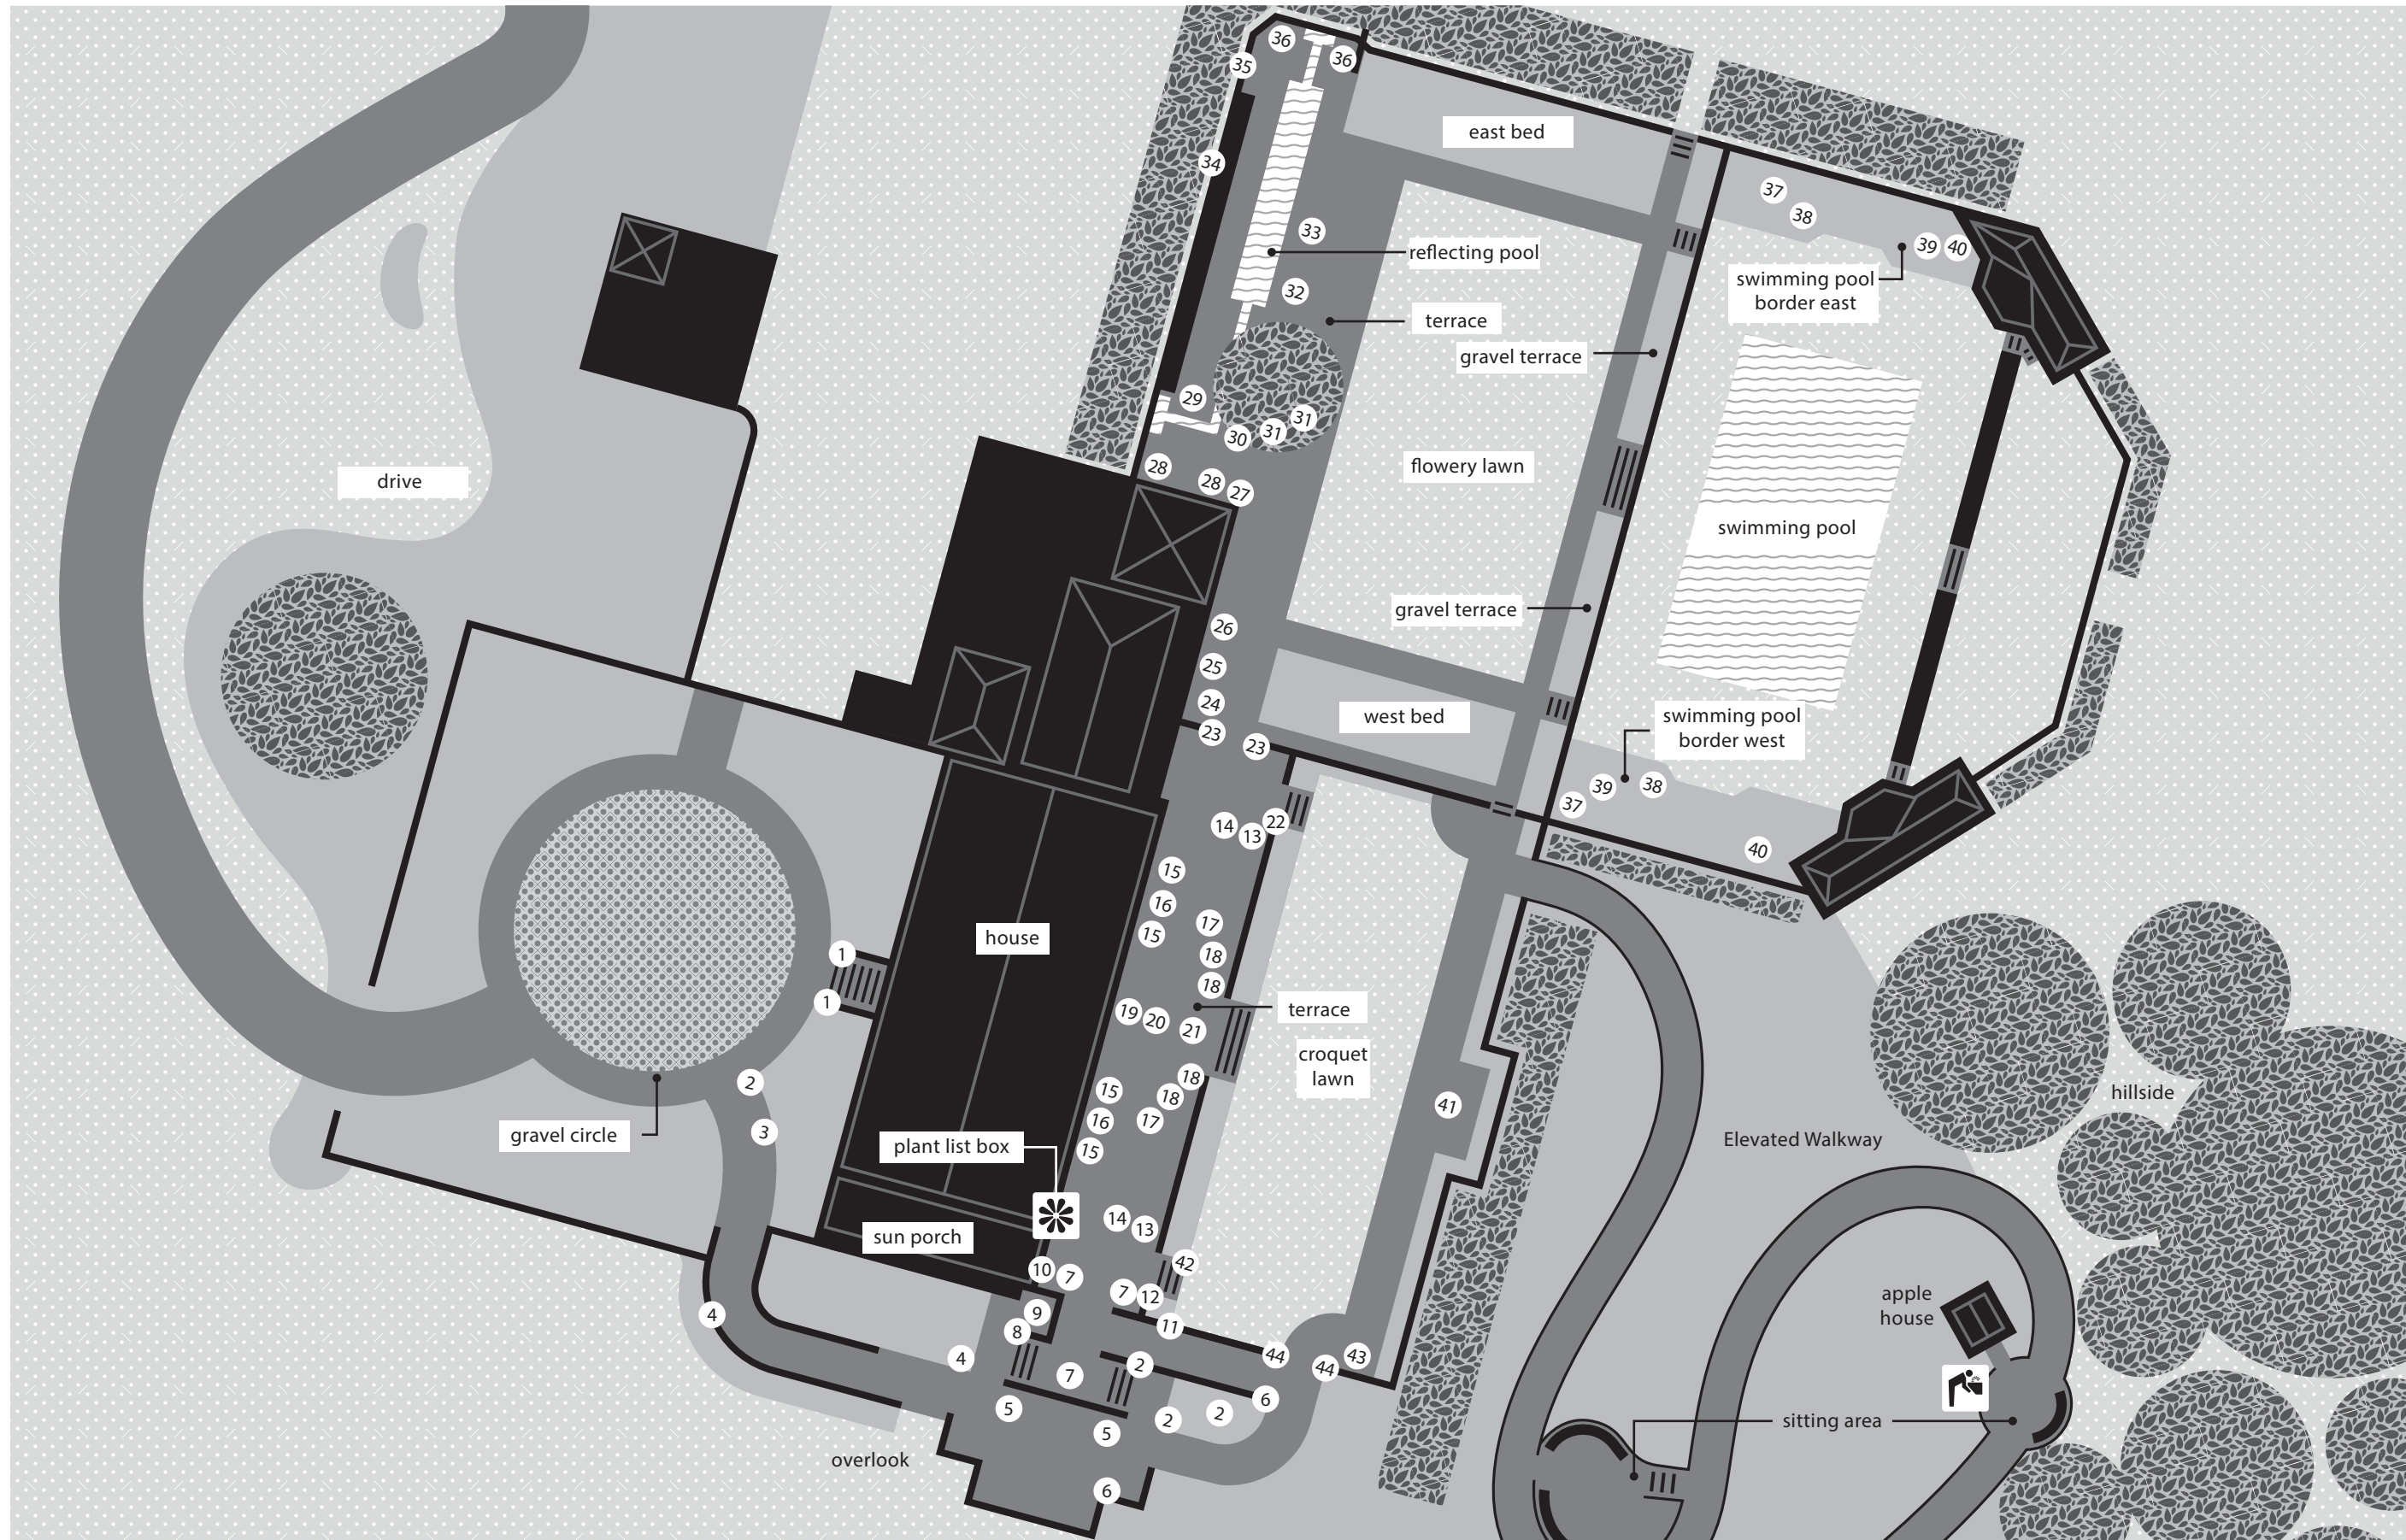 36
36
35
east bed
34
37
38
33
39
40
reflecting pool
swimming pool
border east
32
terrace
gravel terrace
29
31
31
30
flowery lawn
28
28
27
drive
swimming pool
gravel terrace
26
25
24
west bed
swimming pool
border west
23
23
39
38
37
14
13
22
40
15
16
17
15
house
1
18
18
1
19
20
21
terrace
croquet
lawn
2
18
15
18
41
hillside
gravel circle
3
16
17
Elevated Walkway
plant list box
15
14
13
sun porch
42
10
7
7
12
apple
house
9
4
8
11
4
44
44
43
2
7
6
5
2
2
sitting area
5
overlook
6